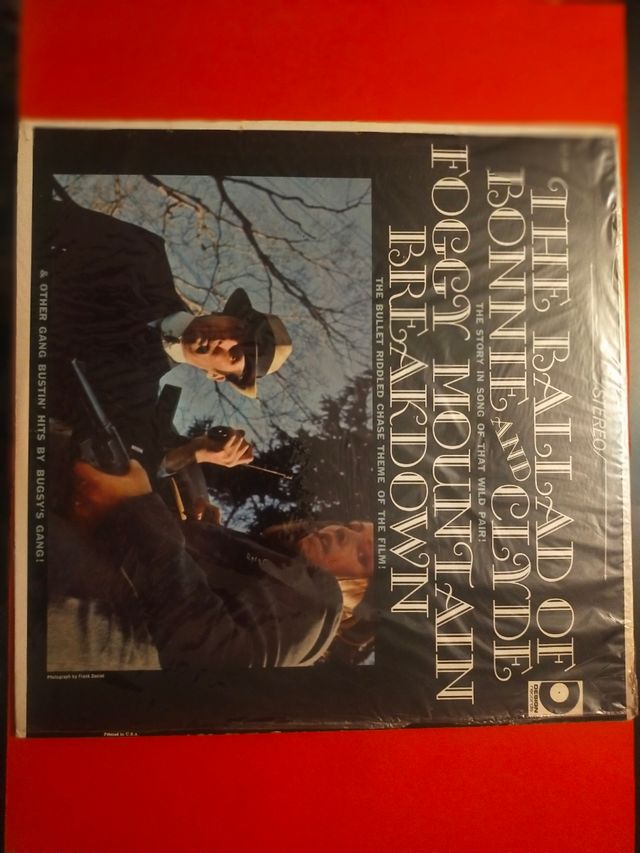 STEREO
THE BALLAD OF
BONNIE AND CLYDE
THE STORY IN SONG OF THAT WILD PAIR!
FOGGY MOUNTAIN
BREAKDOWN
THE BULLET RIDDLED CHASE THEME OF THE FILM!
& OTHER GANG BUSTIN' HITS BY BUGSY'S GANG!
DESIGN
RECORDS
Photograph by Frank Daniel
Printed in U.S.A.